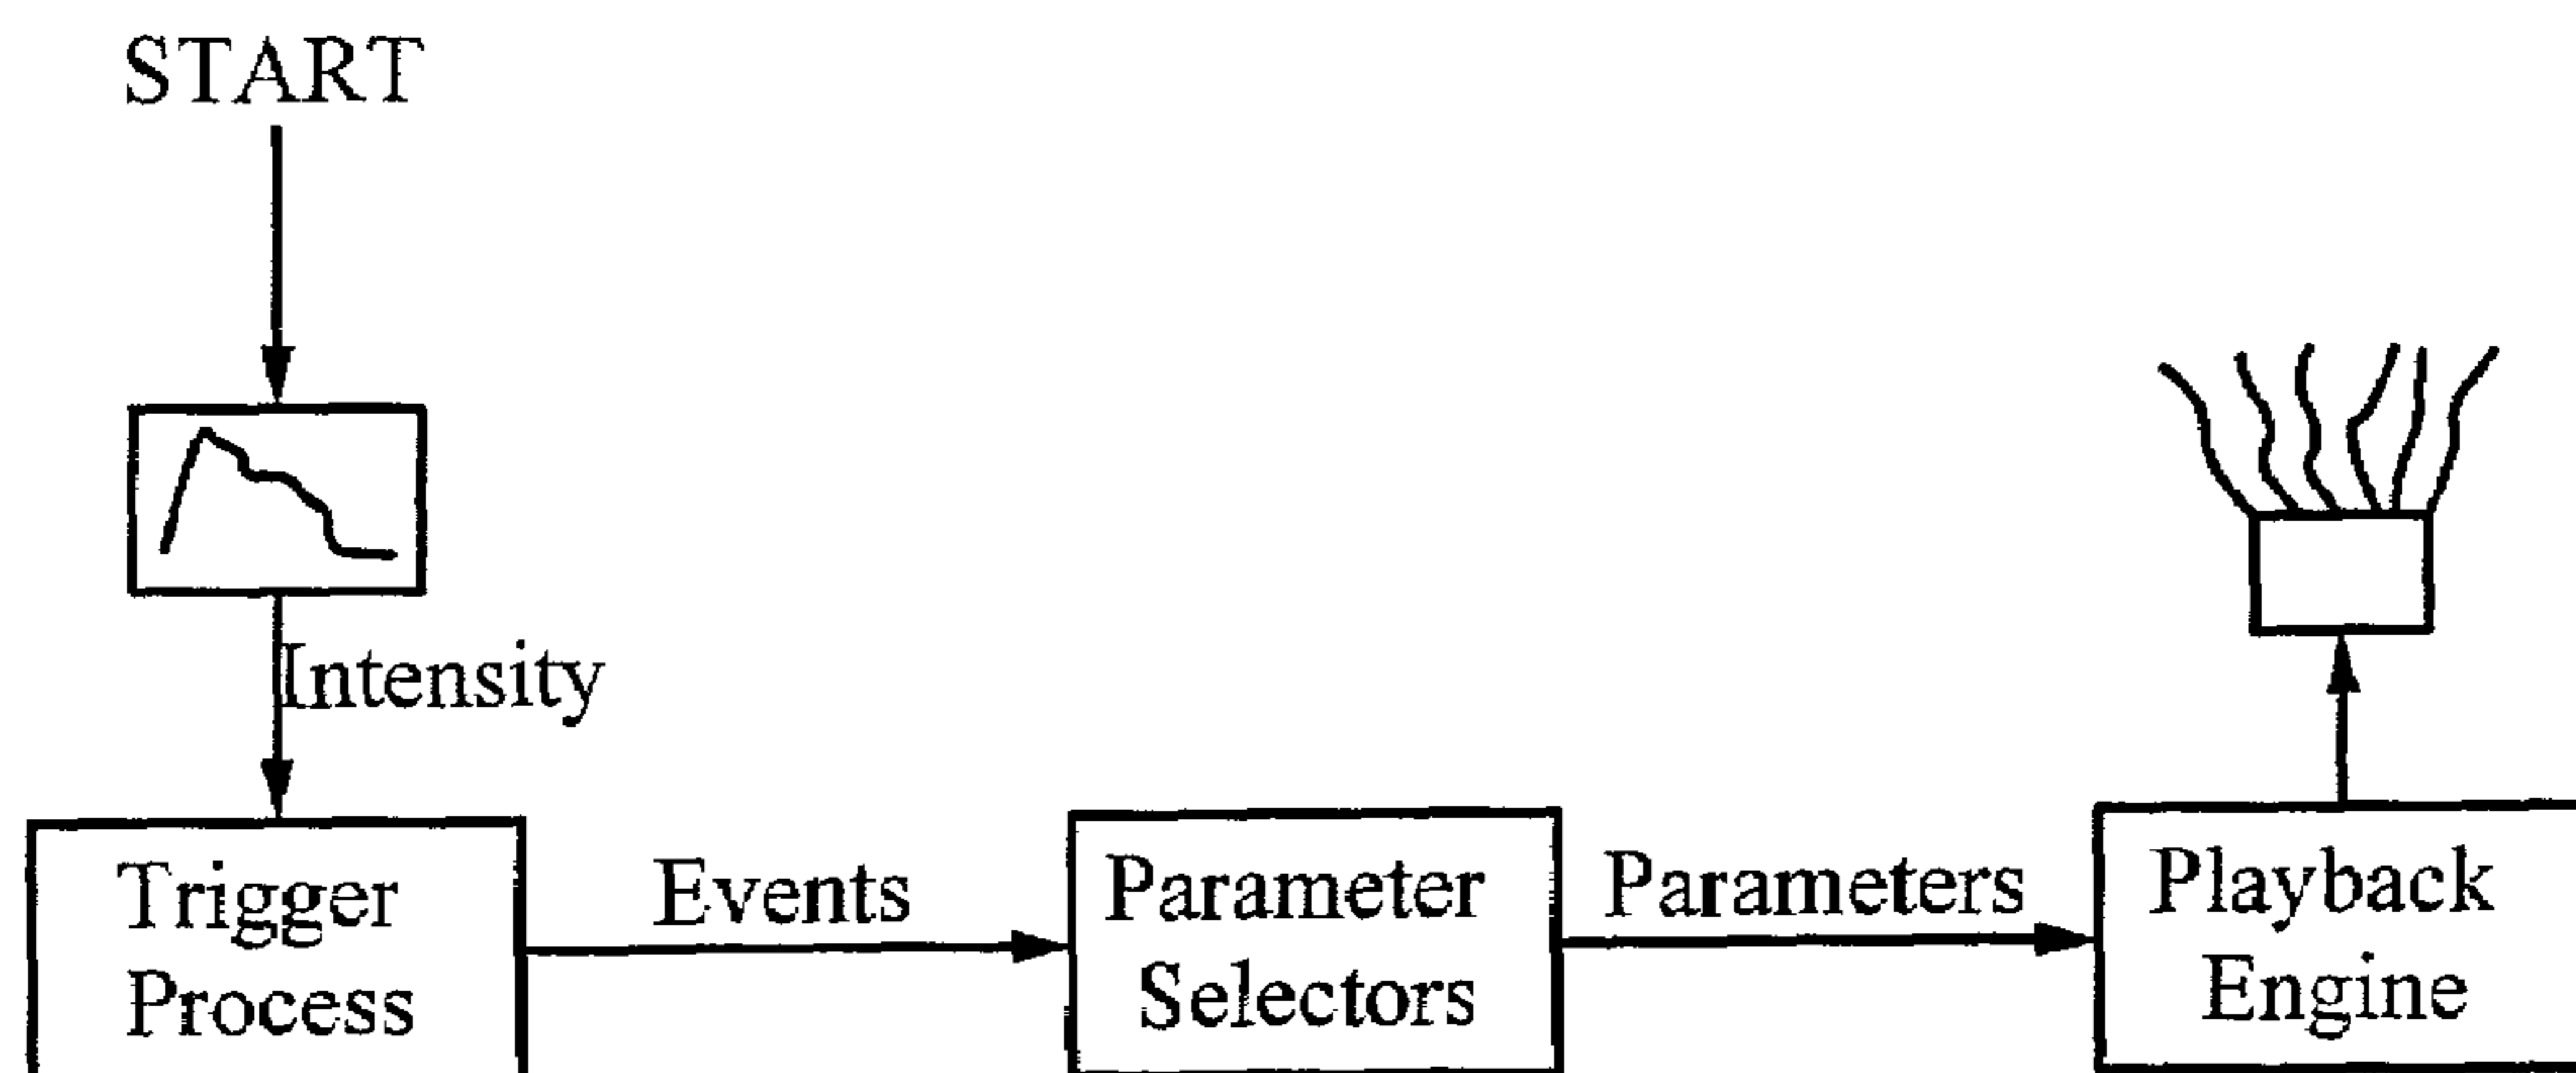 START
Intensity
Trigger
Process
Events
Parameter
Selectors
Parameters
Playback
Engine